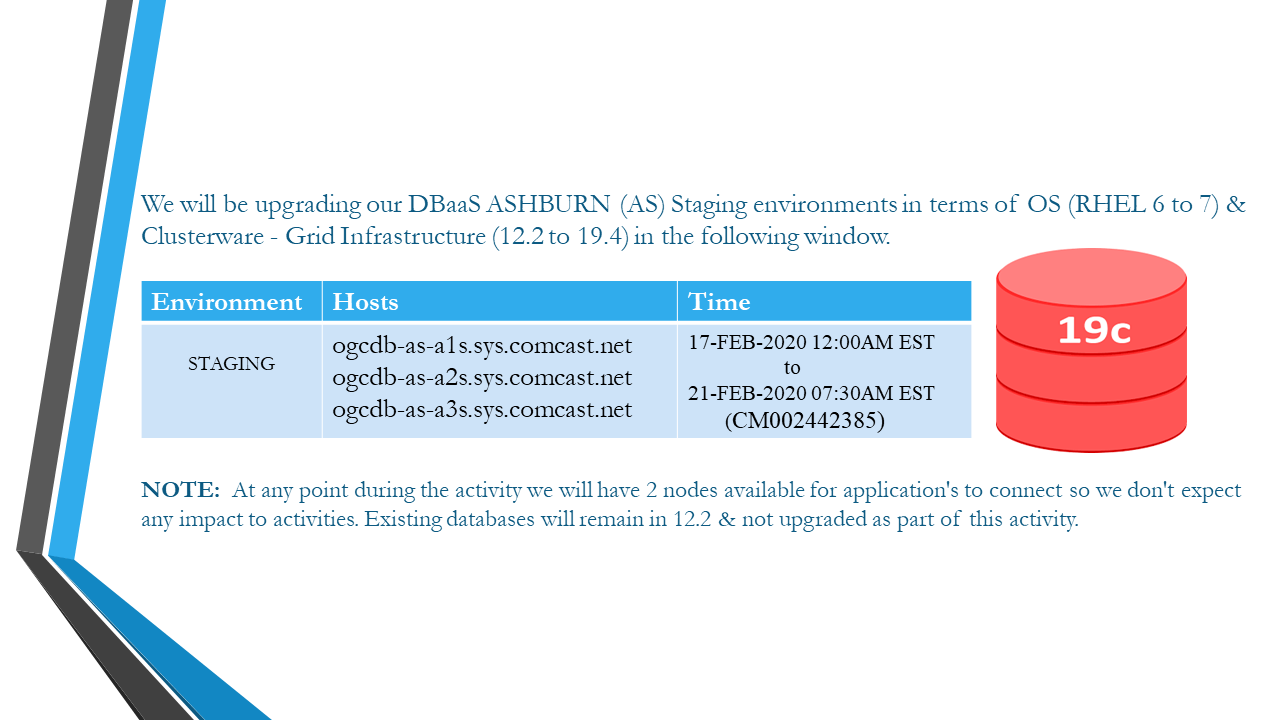 We will be upgrading our DBaaS ASHBURN (AS) Staging environments in terms of OS (RHEL 6 to 7) &
Clusterware - Grid Infrastructure (12.2 to 19.4) in the following window.
Environment
Hosts
Time
STAGING
ogcdb-as-a1s.sys.comcast.net
ogcdb-as-a2s.sys.comcast.net
ogcdb-as-a3s.sys.comcast.net
17-FEB-2020 12:00AM EST
to
21-FEB-2020 07:30AM EST
(CM002442385)
19c
NOTE: At any point during the activity we will have 2 nodes available for application's to connect so we don't expect
any impact to activities. Existing databases will remain in 12.2 & not upgraded as part of this activity.